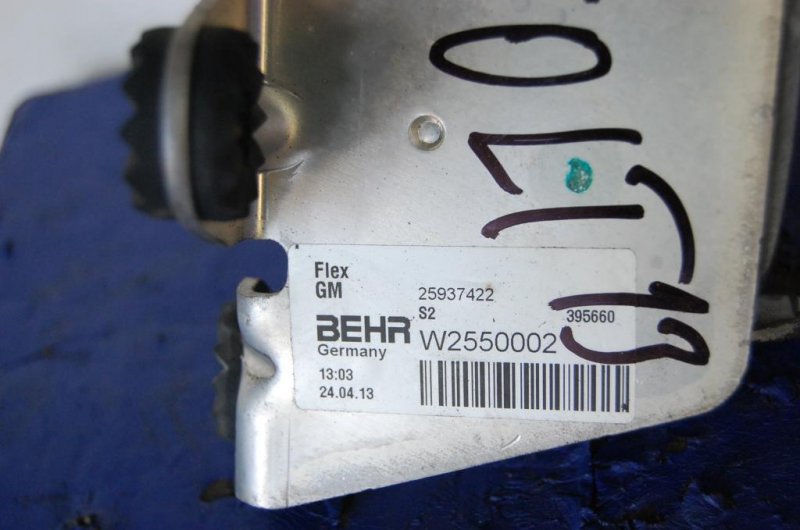 Flex
GM 25937422
S2 395660
BEHR W2550002
Germany
13:03
24.04.13